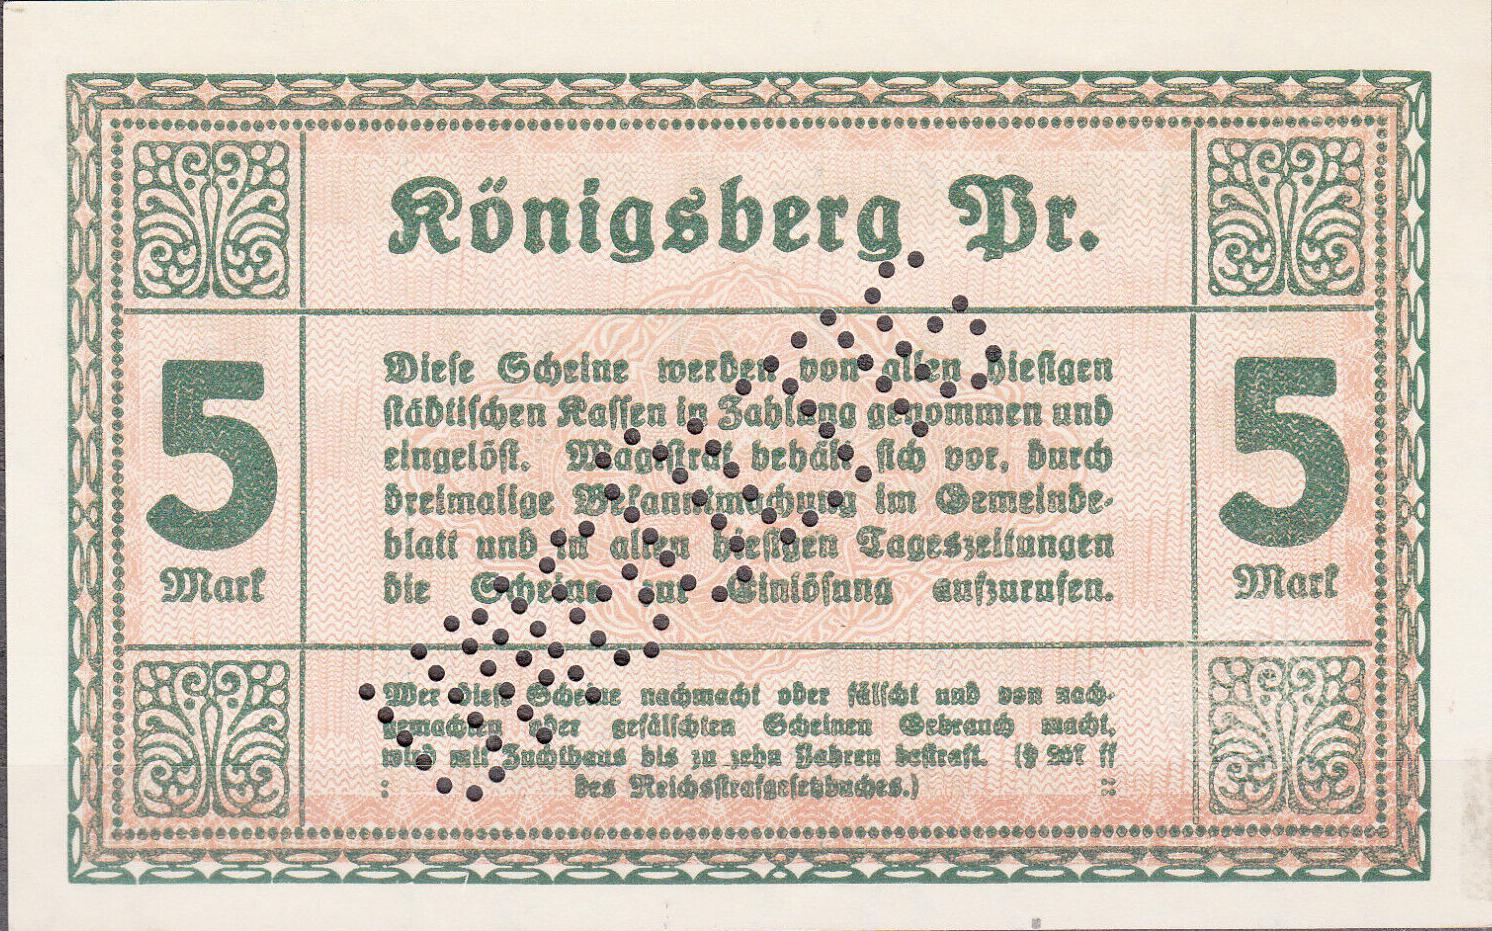 Königsberg Pr.
5
Mark
Diese Scheine werden von allen hiesigen
städtischen Kassen in Zahlung genommen und
eingelöst. Magistrat behält sich vor, durch
dreimalige Bekanntmachung im Gemeinde-
blatt und in allen hiesigen Tageszeitungen
die Scheine zur Einlösung aufzurufen.
5
Mark
Wer diese Scheine nachmacht oder fälscht und von nach-
gemachten oder gefälschten Scheinen Gebrauch macht,
wird mit Zuchthaus bis zu zehn Jahren bestraft. (§ 267 ff
: des Reichsstrafgesetzbuches.) ::